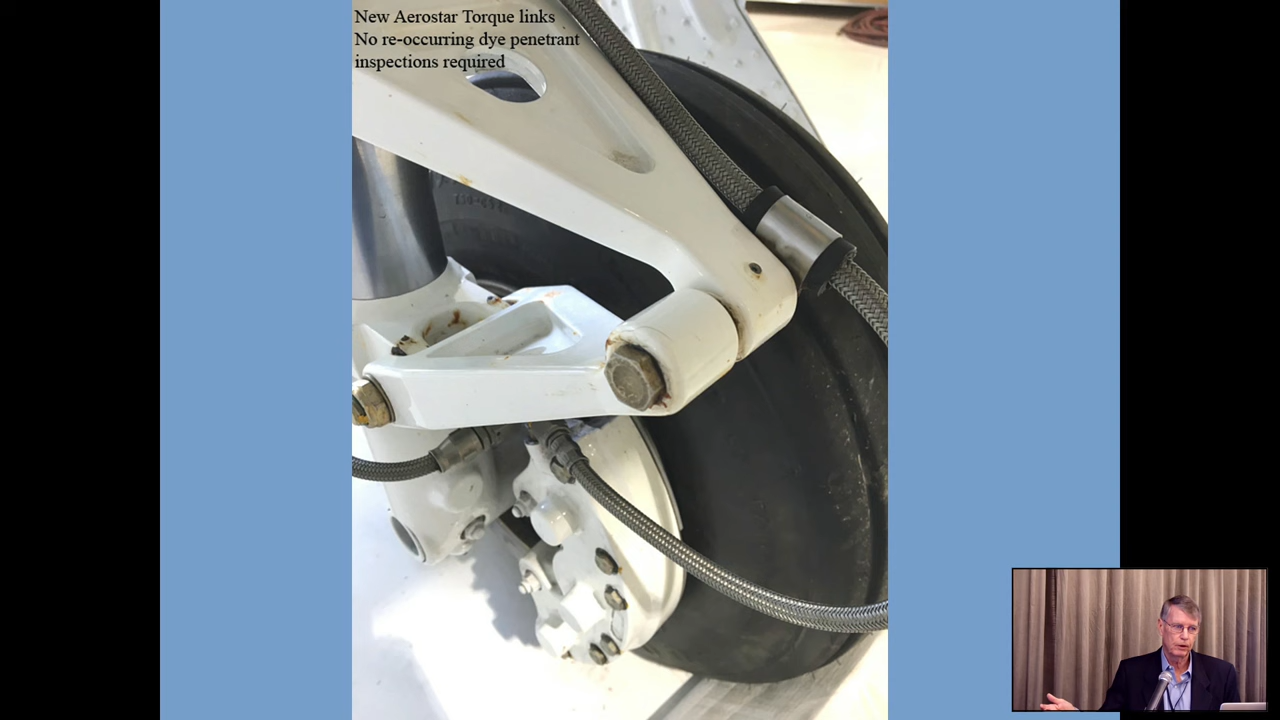 New Aerostar Torque links
No re-occurring dye penetrant
inspections required